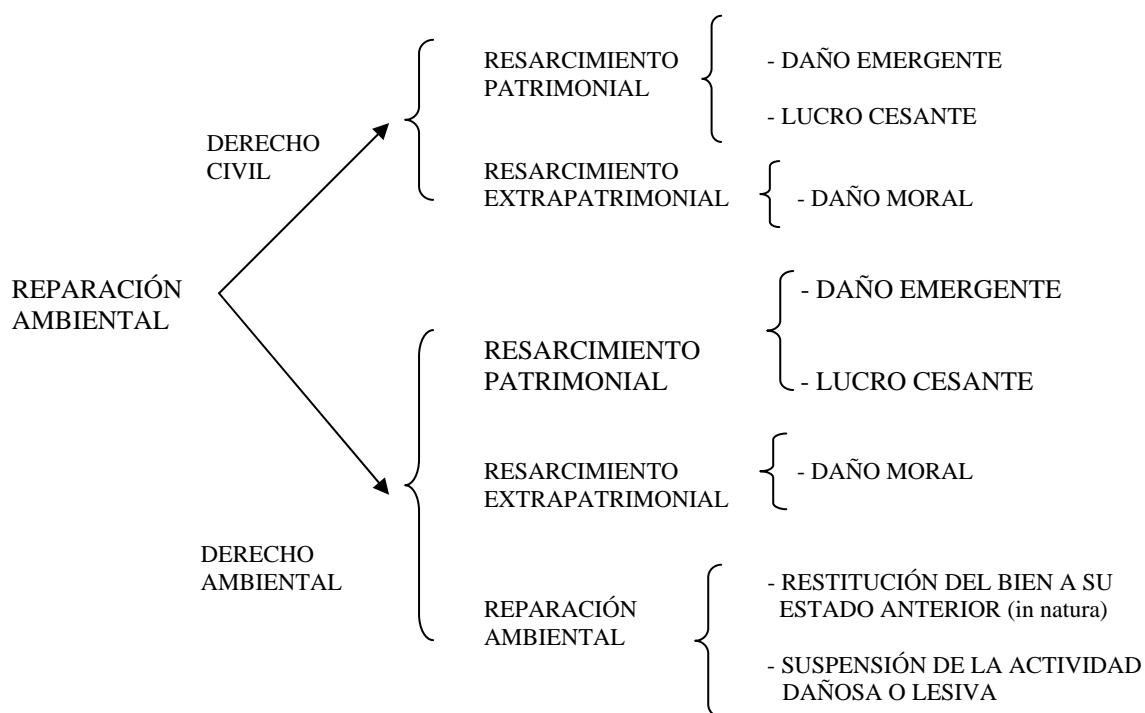 REPARACIÓN
AMBIENTAL
DERECHO
CIVIL
RESARCIMIENTO
PATRIMONIAL
- DAÑO EMERGENTE
- LUCRO CESANTE
RESARCIMIENTO
EXTRAPATRIMONIAL
- DAÑO MORAL
DERECHO
AMBIENTAL
RESARCIMIENTO
PATRIMONIAL
- DAÑO EMERGENTE
- LUCRO CESANTE
RESARCIMIENTO
EXTRAPATRIMONIAL
- DAÑO MORAL
REPARACIÓN
AMBIENTAL
- RESTITUCIÓN DEL BIEN A SU
ESTADO ANTERIOR (in natura)
- SUSPENSIÓN DE LA ACTIVIDAD
DAÑOSA O LESIVA